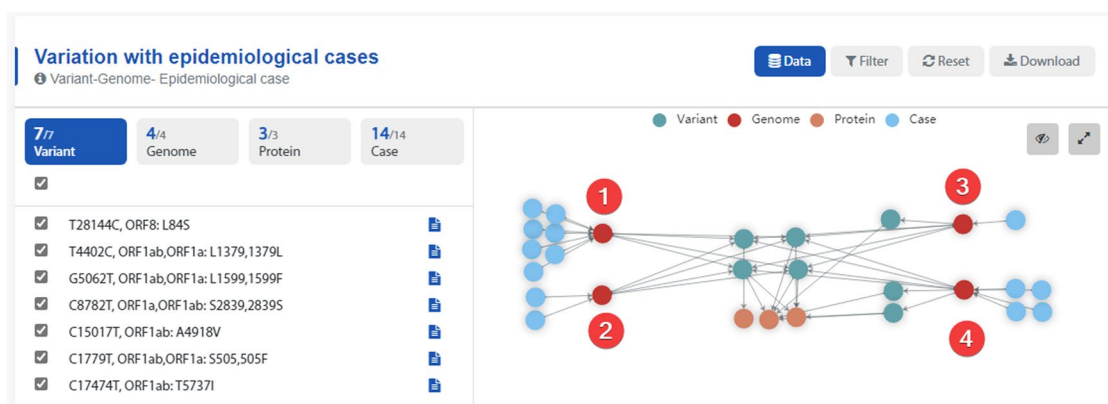 Variation with epidemiological cases
Variant-Genome- Epidemiological case
Data
Filter
Reset
Download
7/7
Variant
4/4
Genome
3/3
Protein
14/14
Case
Variant
Genome
Protein
Case
T28144C, ORF8: L84S
T4402C, ORF1ab,ORF1a: L1379,1379L
G5062T, ORF1ab,ORF1a: L1599,1599F
C8782T, ORF1a,ORF1ab: S2839,2839S
C15017T, ORF1ab: A4918V
C1779T, ORF1ab,ORF1a: S505,505F
C17474T, ORF1ab: T5737I
1
2
3
4